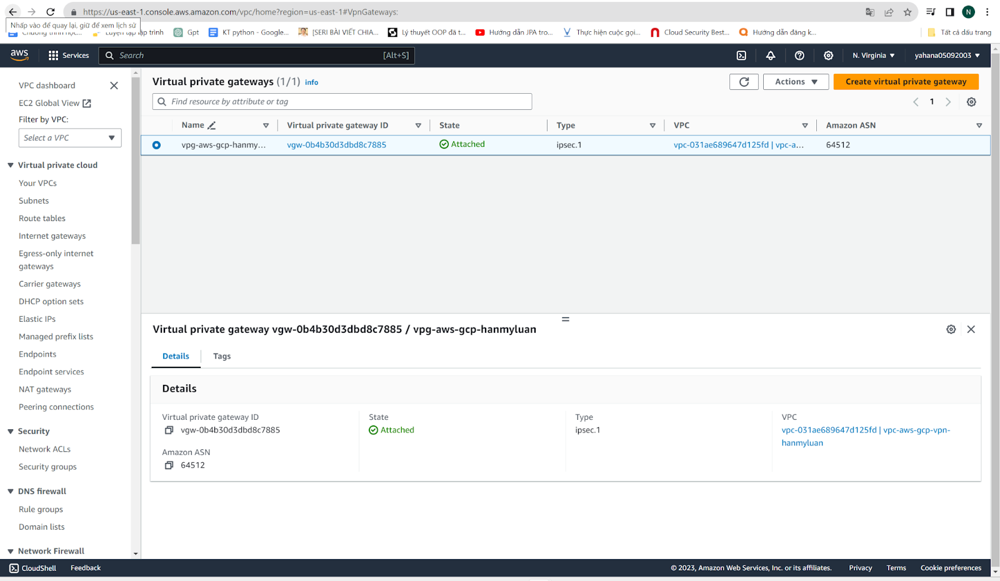 https://us-east-1.console.aws.amazon.com/vpc/home?region=us-east-1#VpnGateways:
N
Nhấp vào để quay lại, giữ để xem lịch sử
Chương trình học... Luyện tập lập trình Gpt KT python - Google... [SERI BÀI VIẾT CHIA... Lý thuyết OOP đã t... Hướng dẫn JPA tro... Thực hiện cuộc gọi... Cloud Security Best... Hướng dẫn đăng k... Tất cả dấu trang
aws Services Search [Alt+S] N. Virginia yahana05092003
VPC dashboard
EC2 Global View
Filter by VPC:
Select a VPC
Virtual private cloud
Your VPCs
Subnets
Route tables
Internet gateways
Egress-only internet
gateways
Carrier gateways
DHCP option sets
Elastic IPs
Managed prefix lists
Endpoints
Endpoint services
NAT gateways
Peering connections
Security
Network ACLs
Security groups
DNS firewall
Rule groups
Domain lists
Network Firewall
Virtual private gateways (1/1) info
Actions
Create virtual private gateway
Find resource by attribute or tag
1
Name Virtual private gateway ID State Type VPC Amazon ASN
vpg-aws-gcp-hanmy... vgw-0b4b30d3dbd8c7885 Attached ipsec.1 vpc-031ae689647d125fd | vpc-a... 64512
Virtual private gateway vgw-0b4b30d3dbd8c7885 / vpg-aws-gcp-hanmyluan
Details Tags
Details
Virtual private gateway ID
vgw-0b4b30d3dbd8c7885
State
Attached
Type
ipsec.1
VPC
vpc-031ae689647d125fd | vpc-aws-gcp-vpn-
hanmyluan
Amazon ASN
64512
CloudShell Feedback © 2023, Amazon Web Services, Inc. or its affiliates. Privacy Terms Cookie preferences